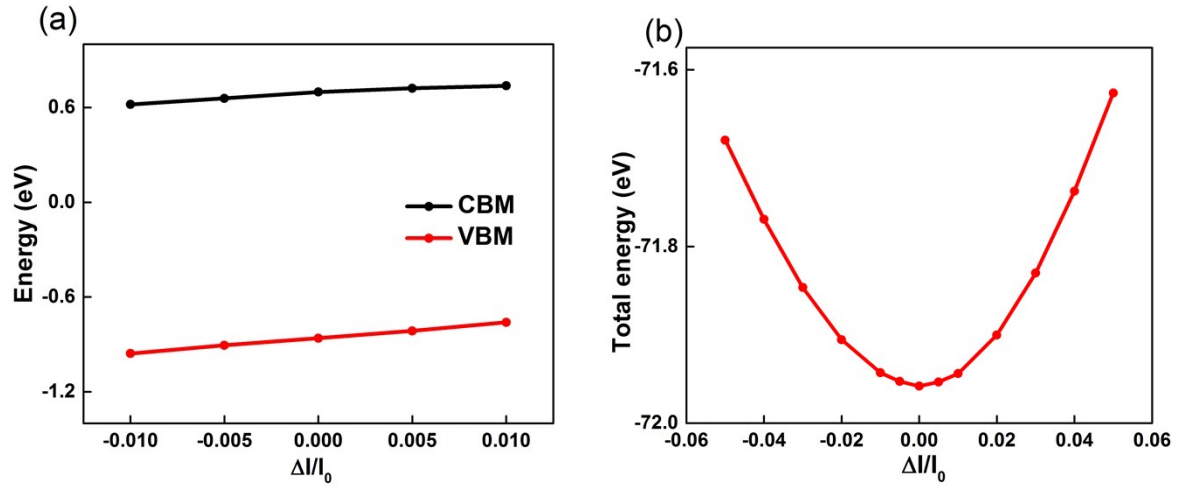 (a)
Energy (eV)
0.6
0.0
-0.6
-1.2
CBM
VBM
-0.010
-0.005
0.000
0.005
0.010
Δl/l₀
(b)
Total energy (eV)
-71.6
-71.8
-72.0
-0.06
-0.04
-0.02
0.00
0.02
0.04
0.06
Δl/l₀